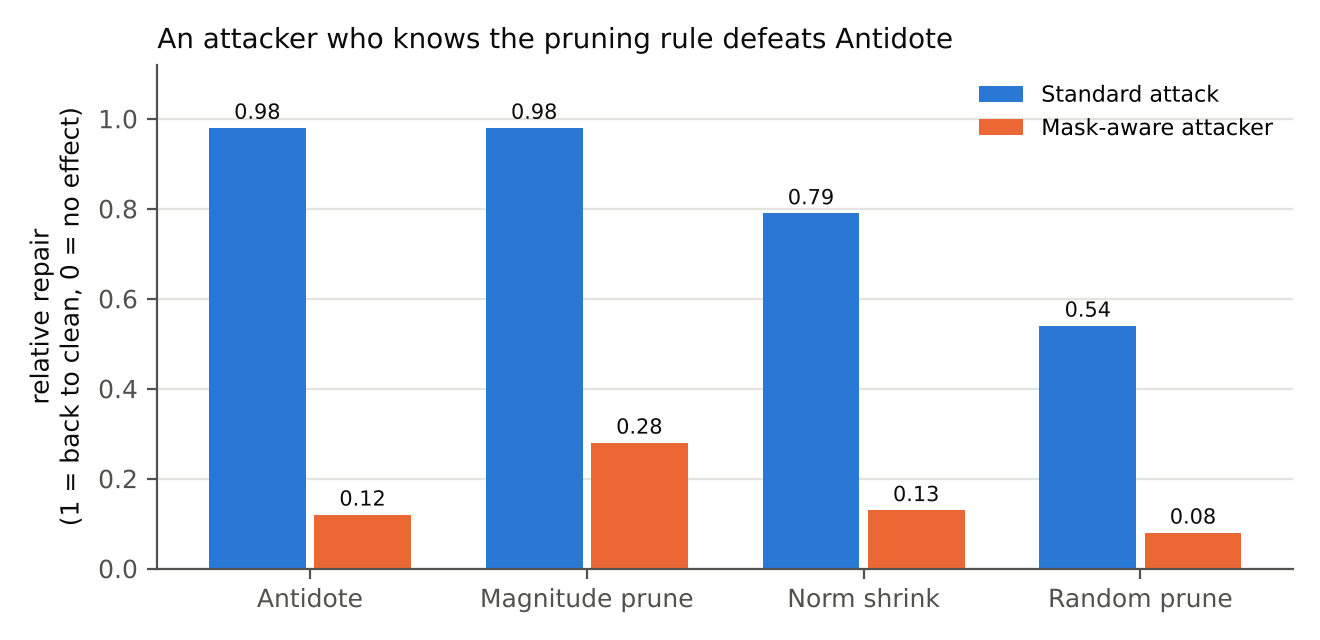 An attacker who knows the pruning rule defeats Antidote
Standard attack
Mask-aware attacker
relative repair
(1 = back to clean, 0 = no effect)
1.0
0.8
0.6
0.4
0.2
0.0
0.98
0.12
0.98
0.28
0.79
0.13
0.54
0.08
Antidote
Magnitude prune
Norm shrink
Random prune